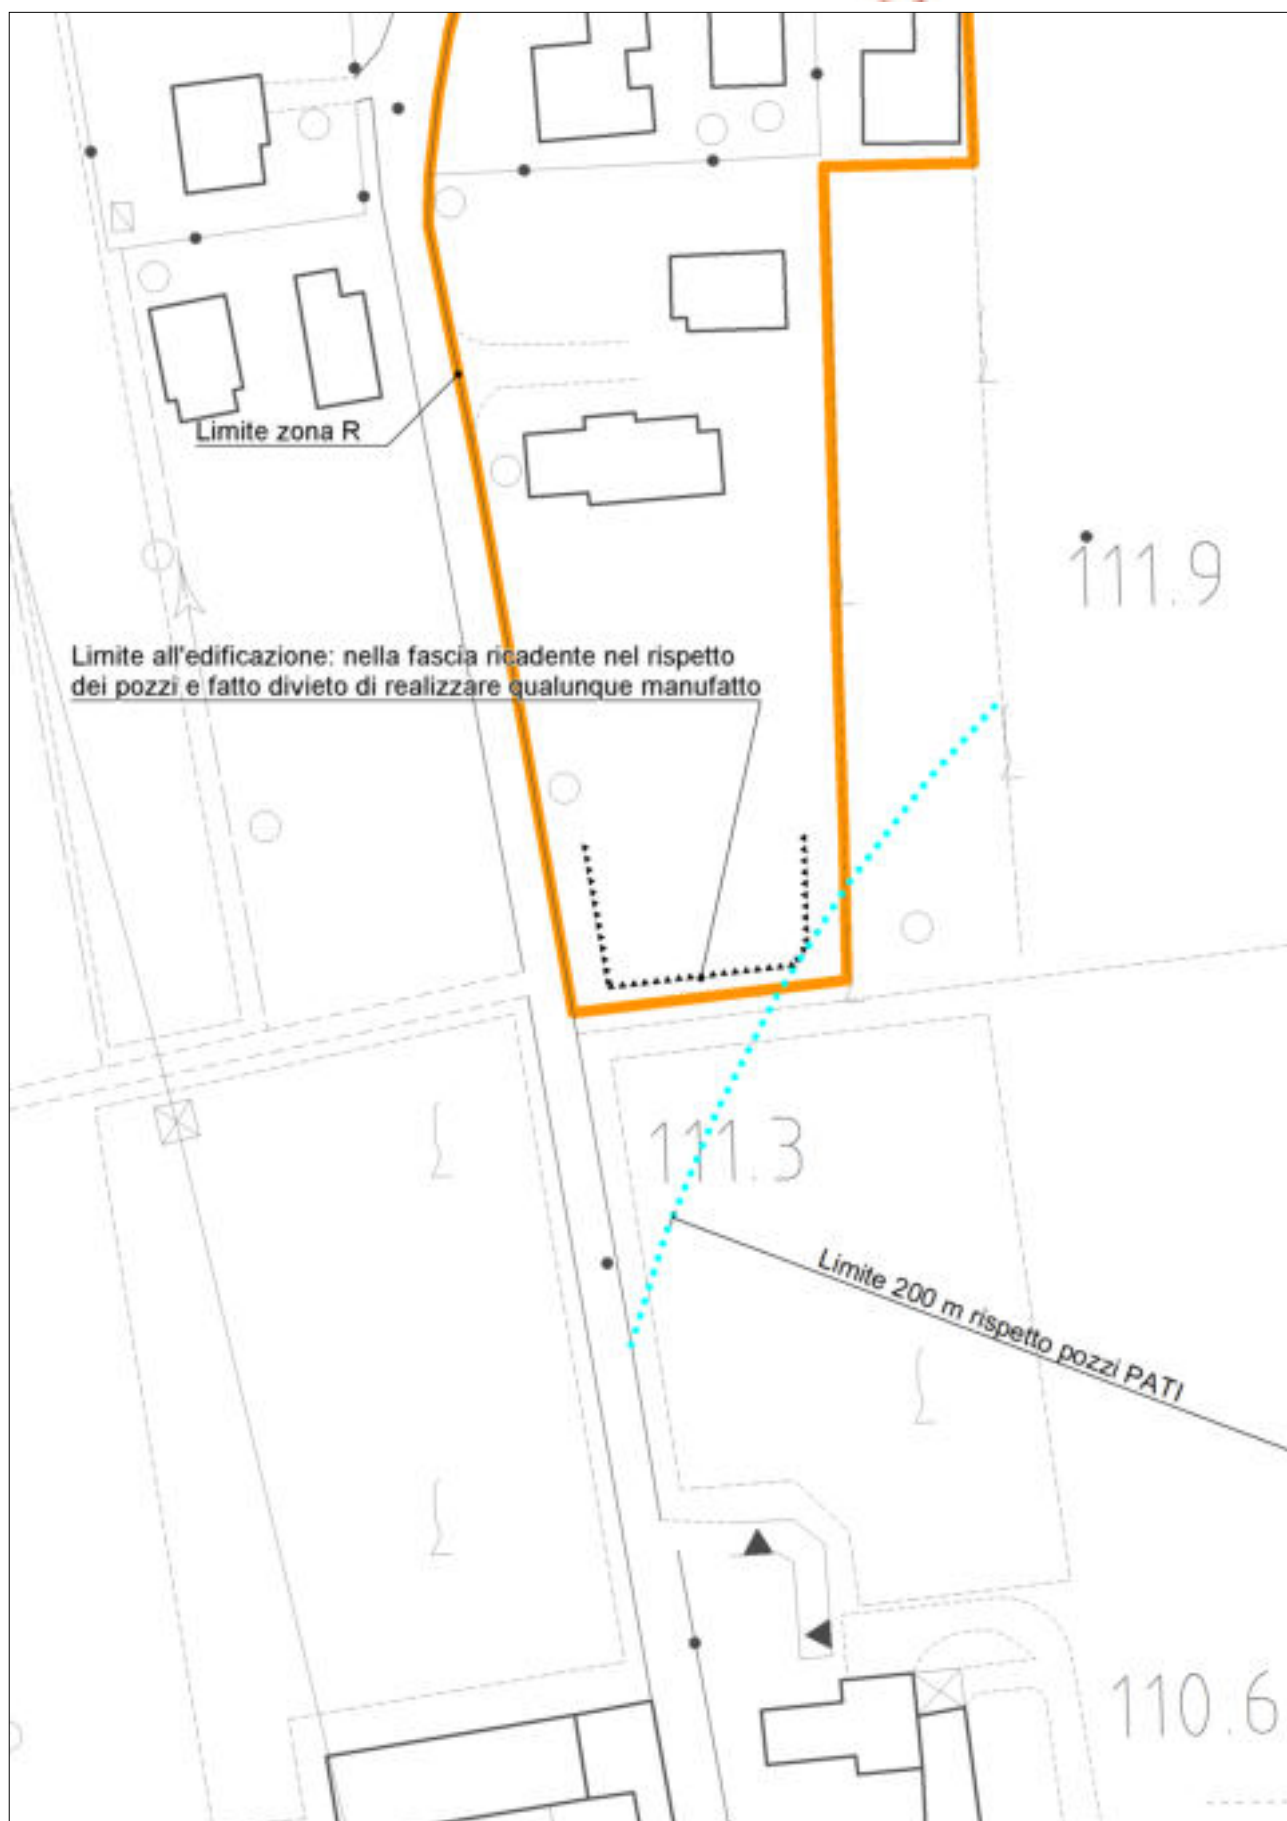 Limite zona R
111.9
Limite all'edificazione: nella fascia ricadente nel rispetto
dei pozzi e fatto divieto di realizzare qualunque manufatto
111.3
Limite 200 m rispetto pozzi PATI
110.6